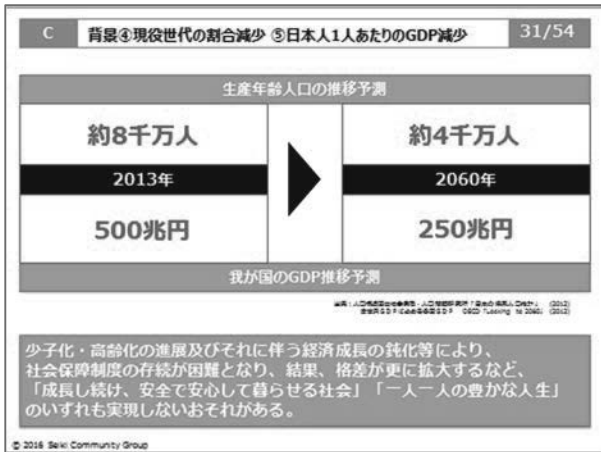 C 背景④現役世代の割合減少 ⑤日本人1人あたりのGDP減少 31/54
生産年齢人口の推移予測
約8千万人 約4千万人
2013年 2060年
500兆円 250兆円
我が国のGDP推移予測
(2012)
OECD 「Looking to 2060」 (2012)
少子化・高齢化の進展及びそれに伴う経済成長の鈍化等により、
社会保障制度の存続が困難となり、結果、格差が更に拡大するなど、
「成長し続け、安全で安心して暮らせる社会」「一人一人の豊かな人生」
のいずれも実現しないおそれがある。
© 2016 Seiki Community Group